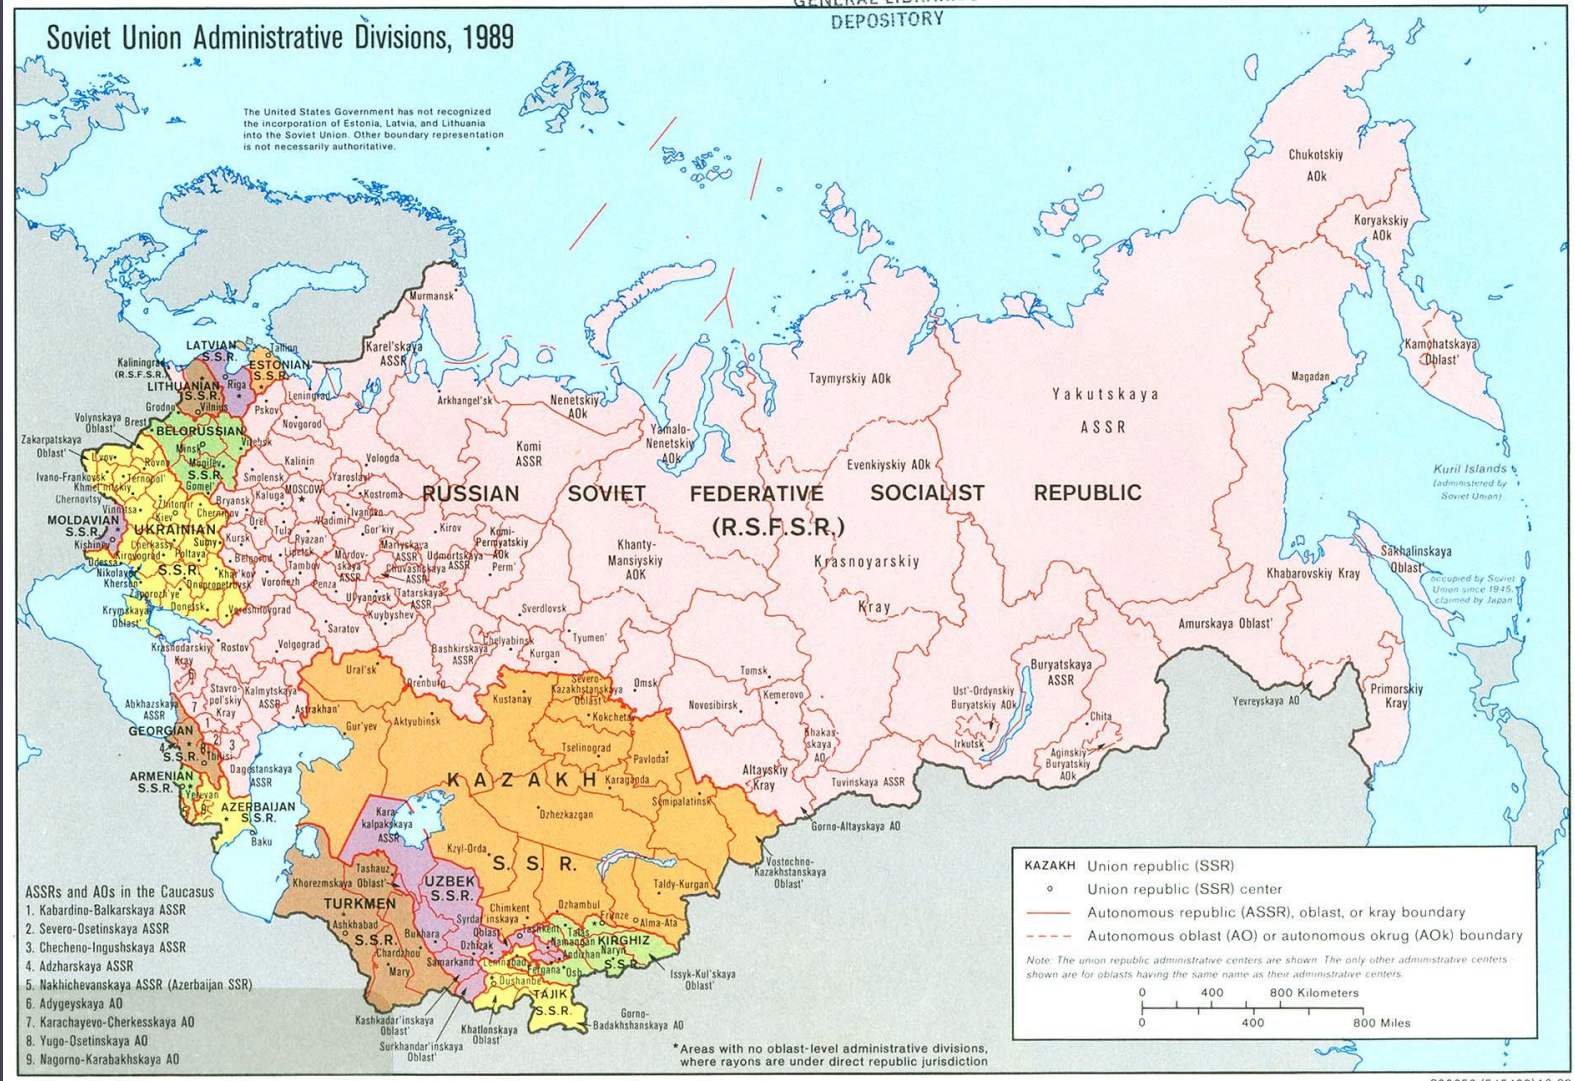 GENERAL LIBRARIES
DEPOSITORY
Soviet Union Administrative Divisions, 1989
The United States Government has not recognized
the incorporation of Estonia, Latvia, and Lithuania
into the Soviet Union. Other boundary representation
is not necessarily authoritative.
Chukotskiy
AOk
Koryakskiy
AOk
Kamchatskaya
Oblast'
Magadan
Yakutskaya
ASSR
Taymyrskiy AOk
Evenkiyskiy AOk
Murmansk
Karel'skaya
ASSR
Arkhangel'sk
Nenetskiy
AOk
Komi
ASSR
Yamalo-
Nenetskiy
AOk
LATVIAN
S.S.R.
Tallinn
ESTONIAN
S.S.R.
Kaliningrad
(R.S.F.S.R.)
LITHUANIAN
S.S.R.
Riga
Vilnius
Grodno
Leningrad
Pskov
Novgorod
Volynskaya
Oblast'
Brest
BELORUSSIAN
S.S.R.
Minsk
Vitebsk
Mogilev
Gomel'
Zakarpatskaya
Oblast'
L'vov
Rovno
Ivano-Frankovsk
Ternopol'
Khmel'nitskiy
Chernovtsy
Vinnitsa
Zhitomir
Kiev
Chernigov
MOLDAVIAN
S.S.R.
Kishinev
UKRAINIAN
S.S.R.
Cherkassy
Sumy
Kirovograd
Poltava
Odessa
Nikolayev
Kherson
Khar'kov
Dnepropetrovsk
Zaporozh'ye
Donetsk
Voroshilovgrad
Krymskaya
Oblast'
Kalinin
Vologda
Smolensk
Yaroslavl'
MOSCOW
Kostroma
Kaluga
Bryansk
Ivanovo
Vladimir
Orel
Tula
Gor'kiy
Kirov
Ryazan'
Kursk
Lipetsk
Belgorod
Tambov
Voronezh
Penza
Mordov-
skaya
ASSR
Mariyskaya
ASSR
Chuvashskaya
ASSR
Udmurtskaya
ASSR
Komi-
Permyatskiy
AOk
Perm'
Tatarskaya
ASSR
Ul'yanovsk
Kuybyshev
Saratov
Volgograd
Rostov
Krasnodarskiy
Kray
Sverdlovsk
Chelyabinsk
Bashkirskaya
ASSR
Kurgan
Tyumen'
Orenburg
RUSSIAN SOVIET FEDERATIVE SOCIALIST REPUBLIC
(R.S.F.S.R.)
Khanty-
Mansiyskiy
AOK
Krasnoyarskiy
Kray
Kuril Islands
(administered by
Soviet Union)
Sakhalinskaya
Oblast'
occupied by Soviet
Union since 1945,
claimed by Japan
Khabarovskiy Kray
Amurskaya Oblast'
Yevreyskaya AO
Primorskiy
Kray
Tomsk
Omsk
Novosibirsk
Kemerovo
Khakas-
skaya
AO
Altayskiy
Kray
Gorno-Altayskaya AO
Tuvinskaya ASSR
Ust'-Ordynskiy
Buryatskiy AOk
Irkutsk
Buryatskaya
ASSR
Chita
Aginskiy
Buryatskiy
AOk
Stavro-
pol'skiy
Kray
Kalmytskaya
ASSR
Astrakhan'
Abkhazskaya
ASSR
6
7
1
2
3
4
8
5
9
GEORGIAN
S.S.R.
Tbilisi
Dagestanskaya
ASSR
ARMENIAN
S.S.R.
Yerevan
AZERBAIJAN
S.S.R.
Baku
Ural'sk
Gur'yev
Aktyubinsk
Kustanay
Severo-
Kazakhstanskaya
Oblast'
Kokchetav
Tselinograd
Pavlodar
KAZAKH
S.S.R.
Karaganda
Semipalatinsk
Dzhezkazgan
Kzyl-Orda
Vostochno-
Kazakhstanskaya
Oblast'
Taldy-Kurgan
Chimkent
Dzhambul
Alma-Ata
Kara-
kalpakskaya
ASSR
Tashauz
Khorezmskaya Oblast'
UZBEK
S.S.R.
TURKMEN
S.S.R.
Ashkhabad
Chardzhou
Mary
Bukhara
Syrdar'inskaya
Oblast'
Dzhizak
Samarkand
Tashkent
Leninabad
Namangan
Andizhan
Fergana
Osh
Frunze
Talas
KIRGHIZ
S.S.R.
Naryn
Issyk-Kul'skaya
Oblast'
Dushanbe
TAJIK
S.S.R.
Gorno-
Badakhshanskaya AO
Kashkadar'inskaya
Oblast'
Surkhandar'inskaya
Oblast'
Khatlonskaya
Oblast'
ASSRs and AOs in the Caucasus
1. Kabardino-Balkarskaya ASSR
2. Severo-Osetinskaya ASSR
3. Checheno-Ingushskaya ASSR
4. Adzharskaya ASSR
5. Nakhichevanskaya ASSR (Azerbaijan SSR)
6. Adygeyskaya AO
7. Karachayevo-Cherkesskaya AO
8. Yugo-Osetinskaya AO
9. Nagorno-Karabakhskaya AO
*Areas with no oblast-level administrative divisions,
where rayons are under direct republic jurisdiction
KAZAKH Union republic (SSR)
Union republic (SSR) center
Autonomous republic (ASSR), oblast, or kray boundary
Autonomous oblast (AO) or autonomous okrug (AOk) boundary
Note: The union republic administrative centers are shown. The only other administrative centers
shown are for oblasts having the same name as their administrative centers.
0 400 800 Kilometers
0 400 800 Miles